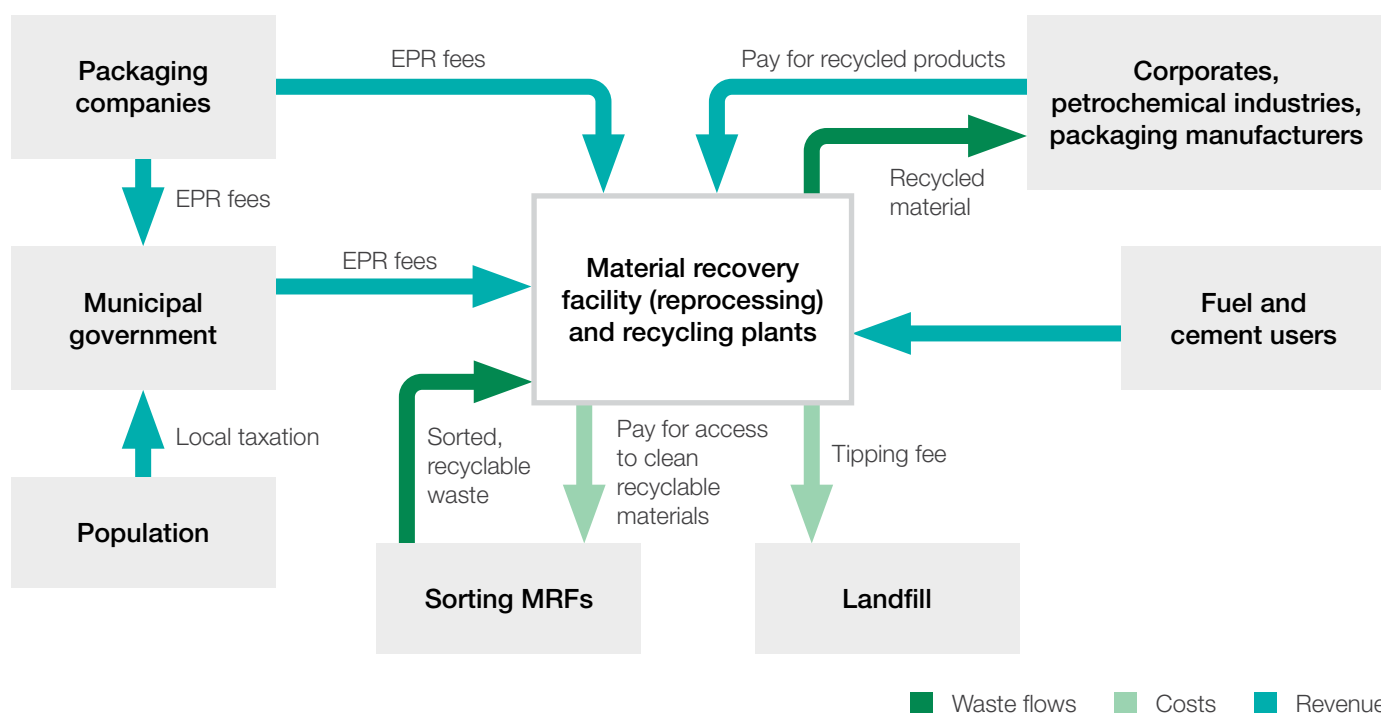 Packaging
companies
EPR fees
Pay for recycled products
Corporates,
petrochemical industries,
packaging manufacturers
EPR fees
Recycled
material
Municipal
government
EPR fees
Material recovery
facility (reprocessing)
and recycling plants
Fuel and
cement users
Local taxation
Population
Sorted,
recyclable
waste
Pay for access
to clean
recyclable
materials
Tipping fee
Sorting MRFs
Landfill
Waste flows
Costs
Revenue